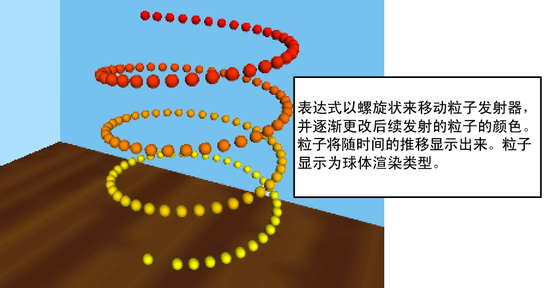 表达式以螺旋状来移动粒子发射器，
并逐渐更改后续发射的粒子的颜色。
粒子将随时间的推移显示出来。粒子
显示为球体渲染类型。